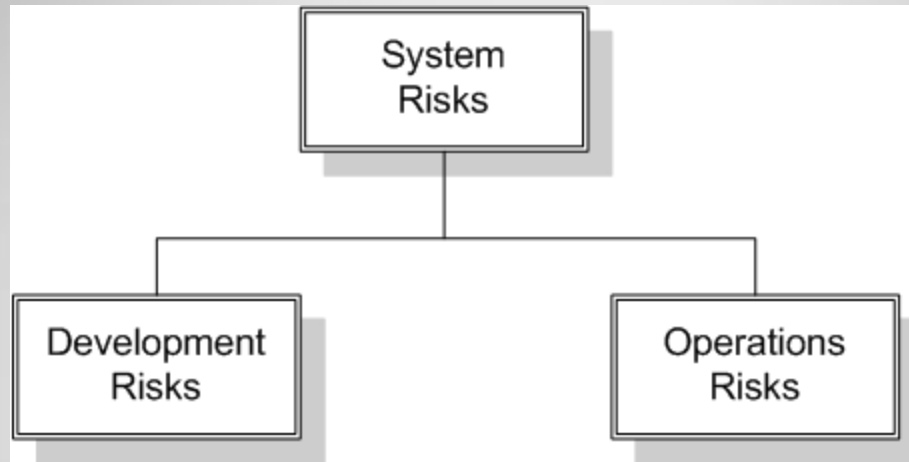 System
Risks
Development
Risks
Operations
Risks